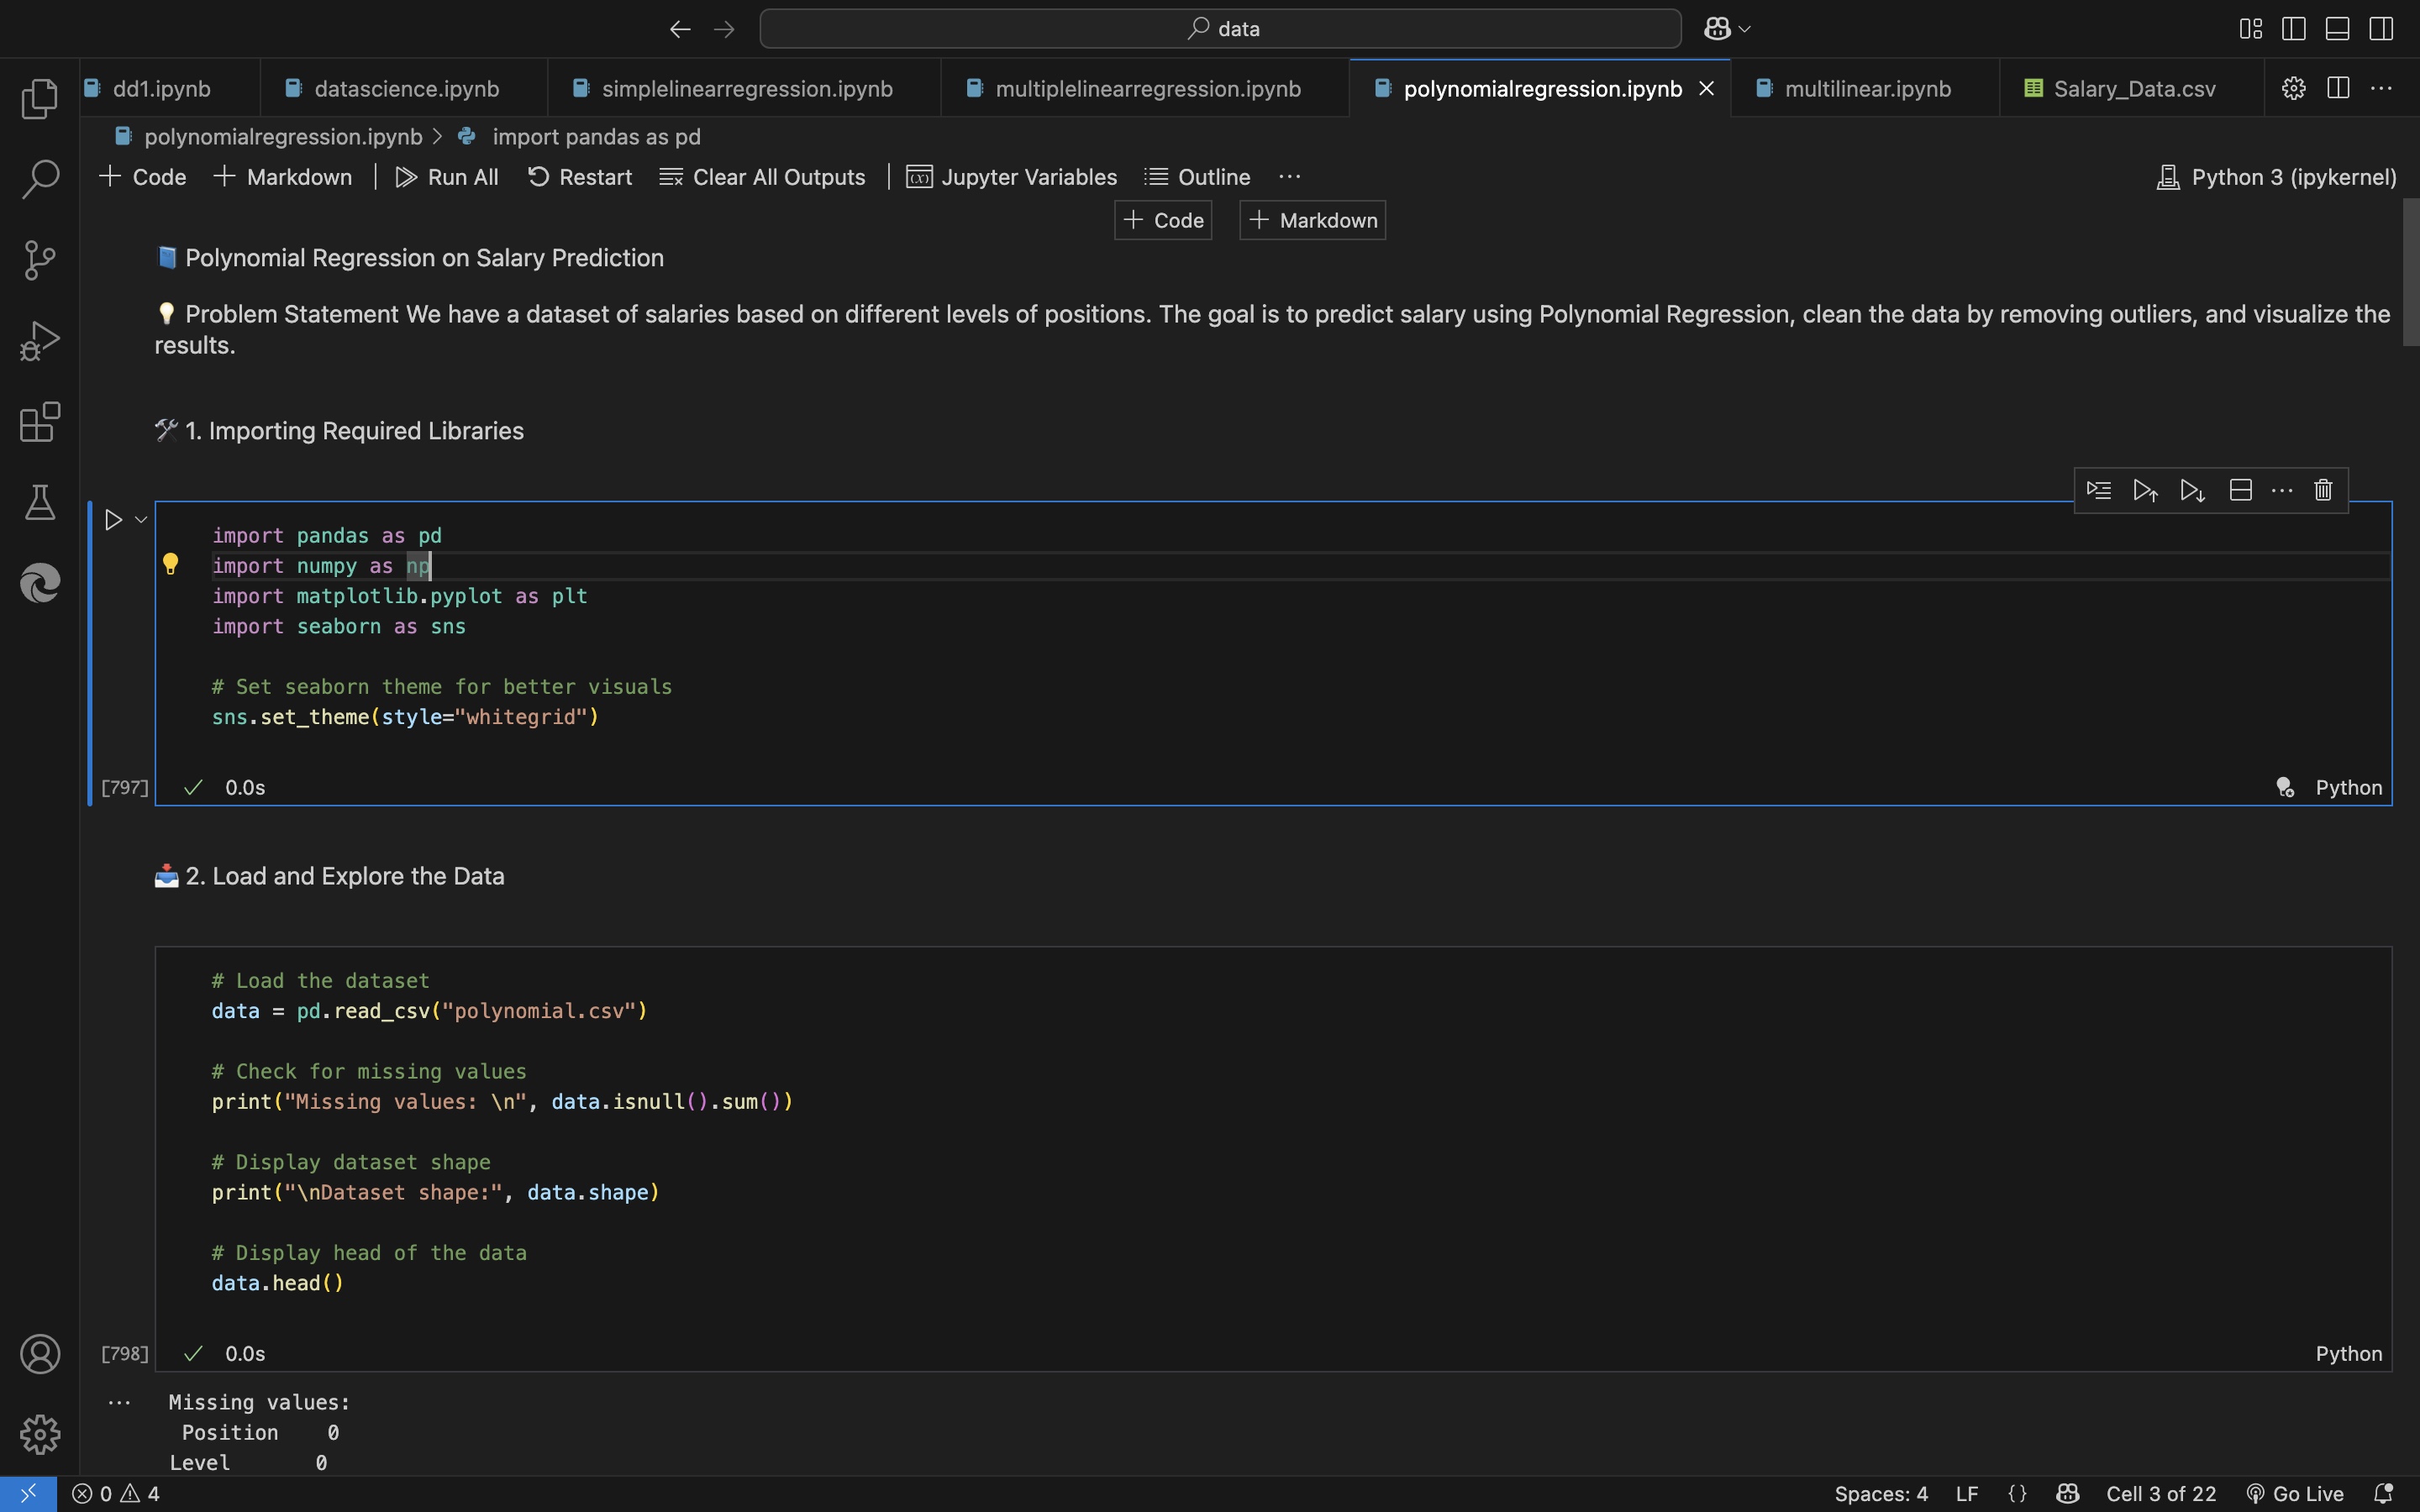 data
dd1.ipynb
datascience.ipynb
simplelinearregression.ipynb
multiplelinearregression.ipynb
polynomialregression.ipynb
multilinear.ipynb
Salary_Data.csv
polynomialregression.ipynb > import pandas as pd
Code Markdown Run All Restart Clear All Outputs Jupyter Variables Outline ... Python 3 (ipykernel)
+ Code + Markdown
Polynomial Regression on Salary Prediction
Problem Statement We have a dataset of salaries based on different levels of positions. The goal is to predict salary using Polynomial Regression, clean the data by removing outliers, and visualize the
results.
1. Importing Required Libraries
import pandas as pd
import numpy as np
import matplotlib.pyplot as plt
import seaborn as sns
# Set seaborn theme for better visuals
sns.set_theme(style="whitegrid")
[797] 0.0s Python
2. Load and Explore the Data
# Load the dataset
data = pd.read_csv("polynomial.csv")
# Check for missing values
print("Missing values: \n", data.isnull().sum())
# Display dataset shape
print("\nDataset shape:", data.shape)
# Display head of the data
data.head()
[798] 0.0s Python
... Missing values:
Position 0
Level 0
0 4 Spaces: 4 LF {} Cell 3 of 22 Go Live